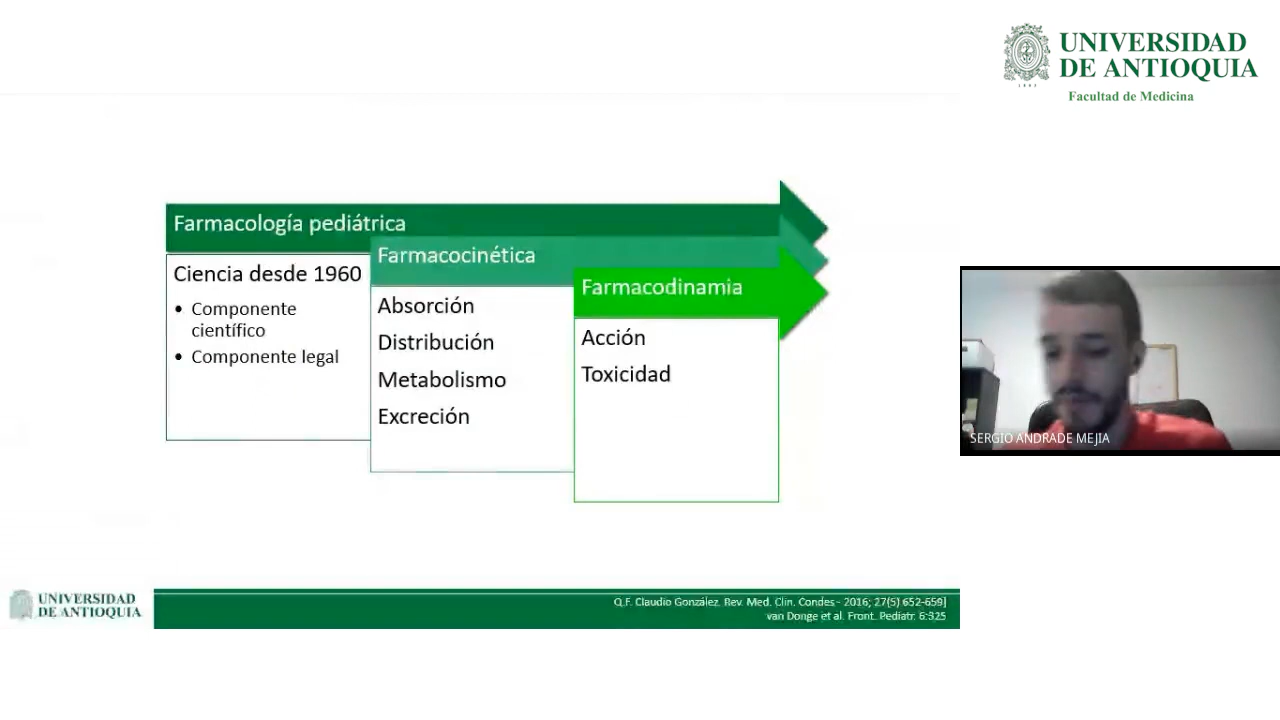 UNIVERSIDAD
DE ANTIOQUIA
1803
Facultad de Medicina
Farmacología pediátrica
Ciencia desde 1960
• Componente
científico
• Componente legal
Farmacocinética
Absorción
Distribución
Metabolismo
Excreción
Farmacodinamia
Acción
Toxicidad
SERGIO ANDRADE MEJIA
UNIVERSIDAD
DE ANTIOQUIA
Q.F. Claudio González. Rev. Med. Clin. Condes - 2016; 27(5) 652-659]
van Donge et al. Front. Pediatr. 6:325